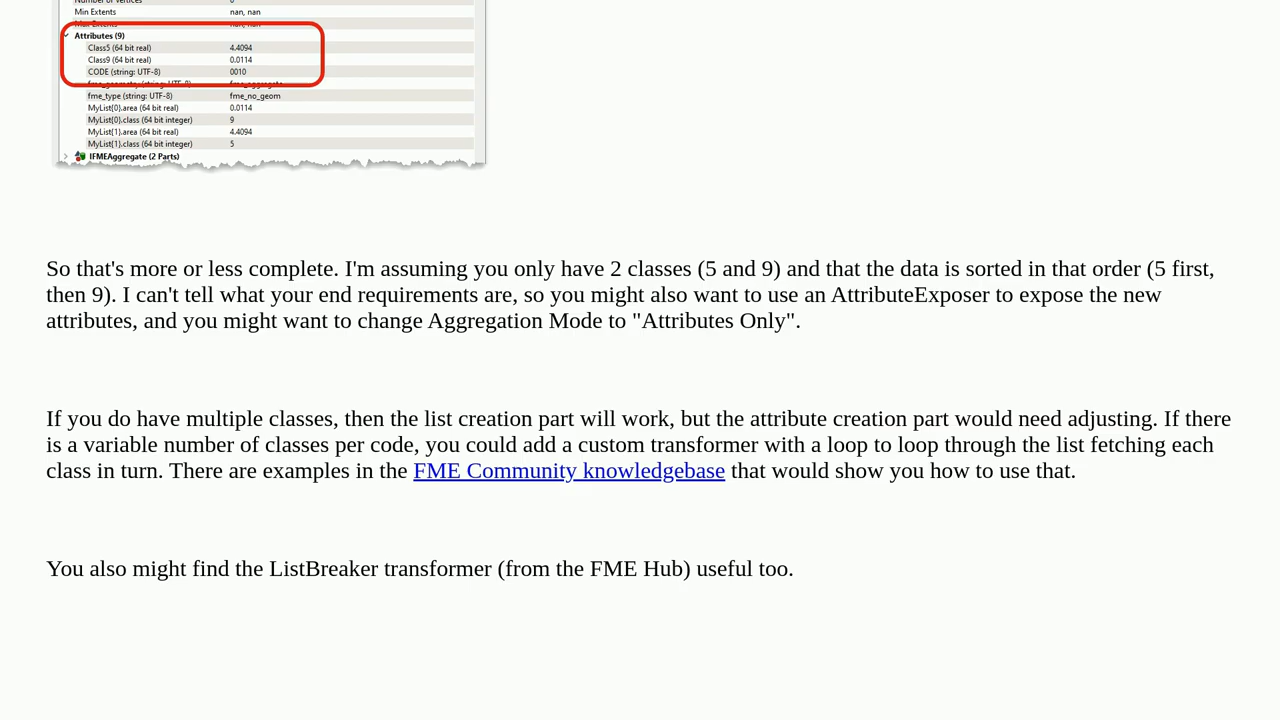 Min Extents nan, nan
Attributes (9)
Class5 (64 bit real) 4.4094
Class9 (64 bit real) 0.0114
CODE (string: UTF-8) 0010
fme_geometry (string: UTF-8) fme_aggregate
fme_type (string: UTF-8) fme_no_geom
MyList{0}.area (64 bit real) 0.0114
MyList{0}.class (64 bit integer) 9
MyList{1}.area (64 bit real) 4.4094
MyList{1}.class (64 bit integer) 5
IFMEAggregate (2 Parts)
So that's more or less complete. I'm assuming you only have 2 classes (5 and 9) and that the data is sorted in that order (5 first,
then 9). I can't tell what your end requirements are, so you might also want to use an AttributeExposer to expose the new
attributes, and you might want to change Aggregation Mode to "Attributes Only".
If you do have multiple classes, then the list creation part will work, but the attribute creation part would need adjusting. If there
is a variable number of classes per code, you could add a custom transformer with a loop to loop through the list fetching each
class in turn. There are examples in the FME Community knowledgebase that would show you how to use that.
You also might find the ListBreaker transformer (from the FME Hub) useful too.